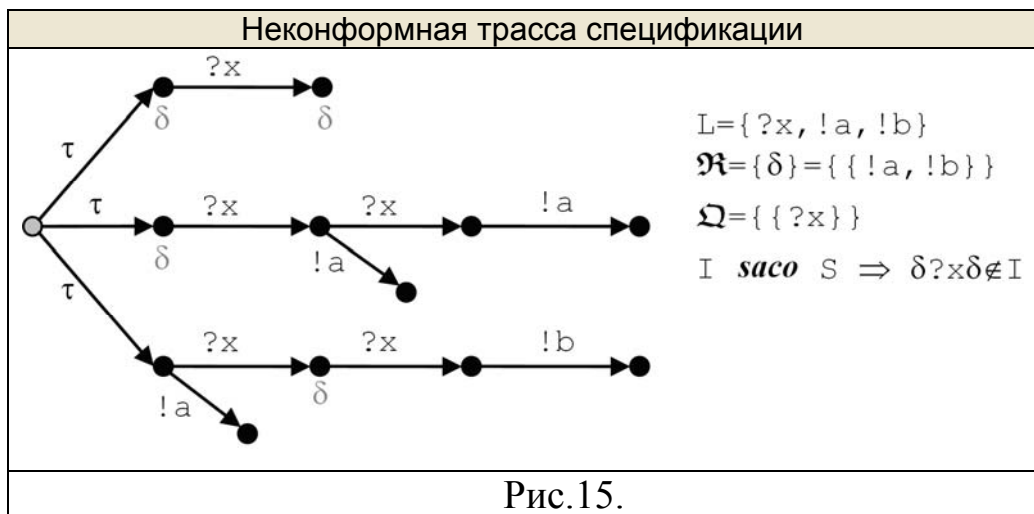 Неконформная трасса спецификации
?x
δ
δ
τ
L={?x,!a,!b}
ℜ={δ}={{!a,!b}}
τ
?x
?x
!a
𝔔={{?x}}
δ
!a
I saco S ⇒ δ?xδ∉I
τ
?x
?x
!b
!a
δ
Рис.15.